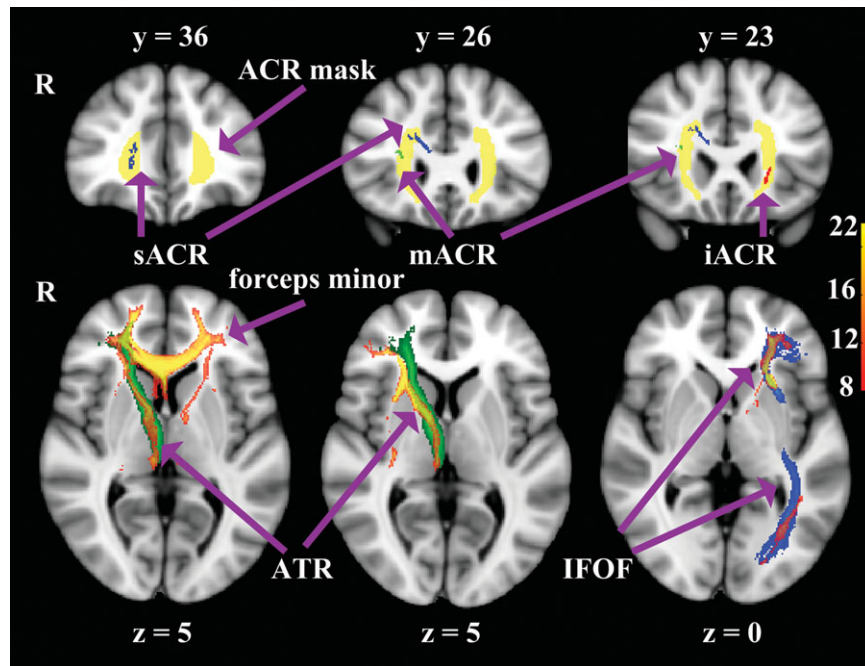 y = 36
y = 26
y = 23
ACR mask
R
sACR
mACR
iACR
22
forceps minor
R
16
12
8
ATR
IFOF
z = 5
z = 5
z = 0